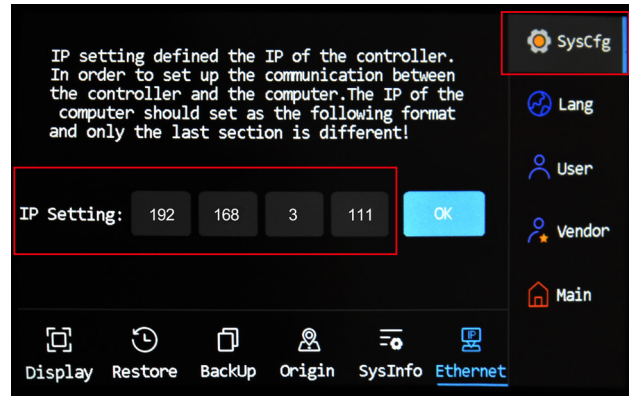 IP setting defined the IP of the controller.
In order to set up the communication between
the controller and the computer.The IP of the
computer should set as the following format
and only the last section is different!
IP Setting: 192 168 3 111 OK
SysCfg
Lang
User
Vendor
Main
Display Restore BackUp Origin SysInfo Ethernet
IP